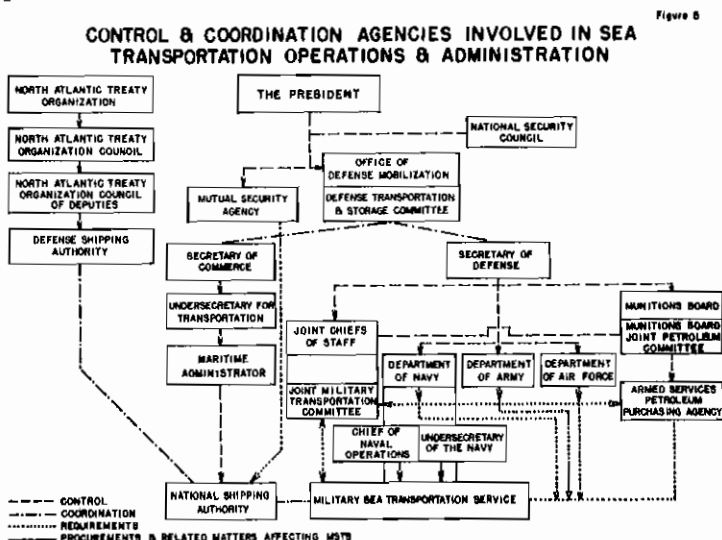 Figure 8
CONTROL & COORDINATION AGENCIES INVOLVED IN SEA
TRANSPORTATION OPERATIONS & ADMINISTRATION
NORTH ATLANTIC TREATY
ORGANIZATION
THE PRESIDENT
NATIONAL SECURITY
COUNCIL
NORTH ATLANTIC TREATY
ORGANIZATION COUNCIL
OFFICE OF
DEFENSE MOBILIZATION
NORTH ATLANTIC TREATY
ORGANIZATION COUNCIL
OF DEPUTIES
MUTUAL SECURITY
AGENCY
DEFENSE TRANSPORTATION
& STORAGE COMMITTEE
DEFENSE SHIPPING
AUTHORITY
SECRETARY OF
COMMERCE
SECRETARY OF
DEFENSE
UNDERSECRETARY FOR
TRANSPORTATION
MUNITIONS BOARD
JOINT CHIEFS
OF STAFF
MUNITIONS BOARD
JOINT PETROLEUM
COMMITTEE
MARITIME
ADMINISTRATOR
DEPARTMENT
OF NAVY
DEPARTMENT
OF ARMY
DEPARTMENT
OF AIR FORCE
JOINT MILITARY
TRANSPORTATION
COMMITTEE
ARMED SERVICES
PETROLEUM
PURCHASING AGENCY
CHIEF OF
NAVAL
OPERATIONS
UNDERSECRETARY
OF THE NAVY
NATIONAL SHIPPING
AUTHORITY
MILITARY SEA TRANSPORTATION SERVICE
CONTROL
COORDINATION
REQUIREMENTS
PROCUREMENTS & RELATED MATTERS AFFECTING MSTS